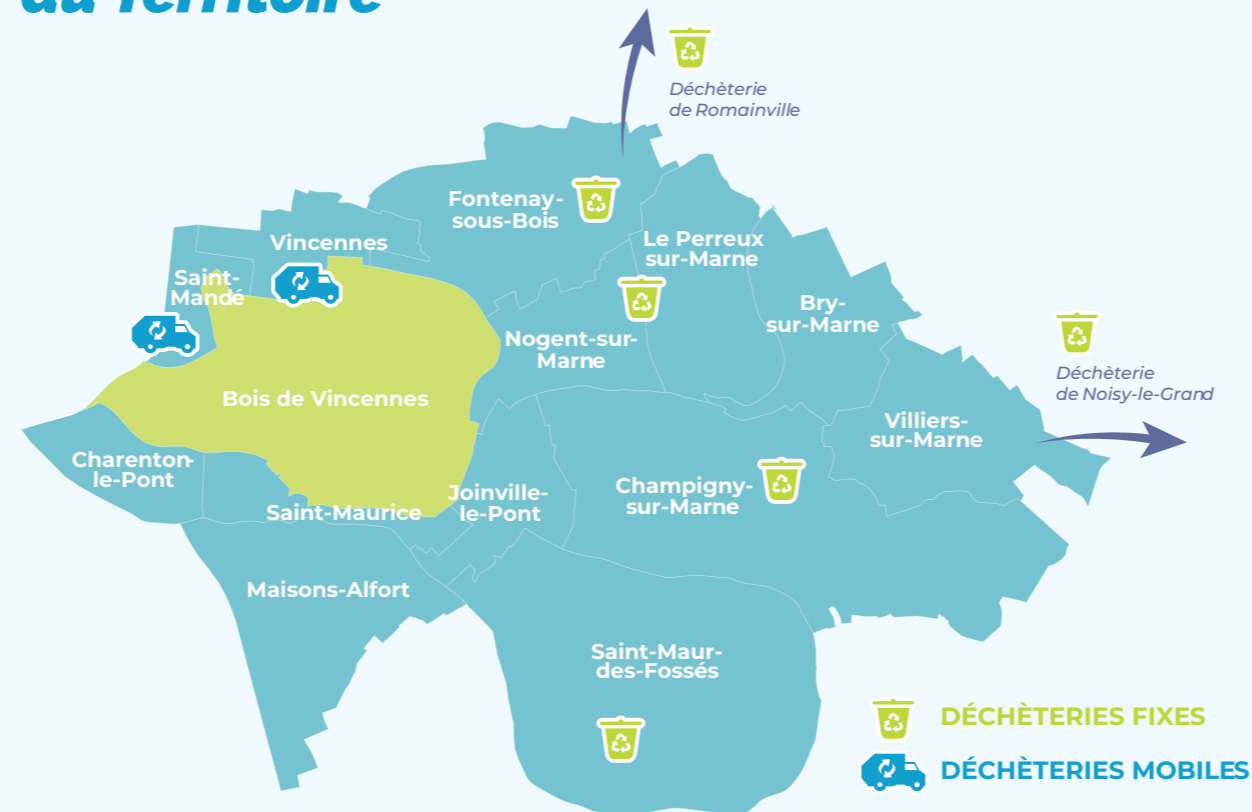 du Territoire
Déchèterie
de Romainville
Fontenay-
sous-Bois
Vincennes
Le Perreux
sur-Marne
Saint-
Mandé
Bry-
sur-Marne
Nogent-sur-
Marne
Déchèterie
de Noisy-le-Grand
Bois de Vincennes
Villiers-
sur-Marne
Charenton-
le-Pont
Joinville-
le-Pont
Champigny-
sur-Marne
Saint-Maurice
Maisons-Alfort
Saint-Maur-
des-Fossés
DÉCHÈTERIES FIXES
DÉCHÈTERIES MOBILES